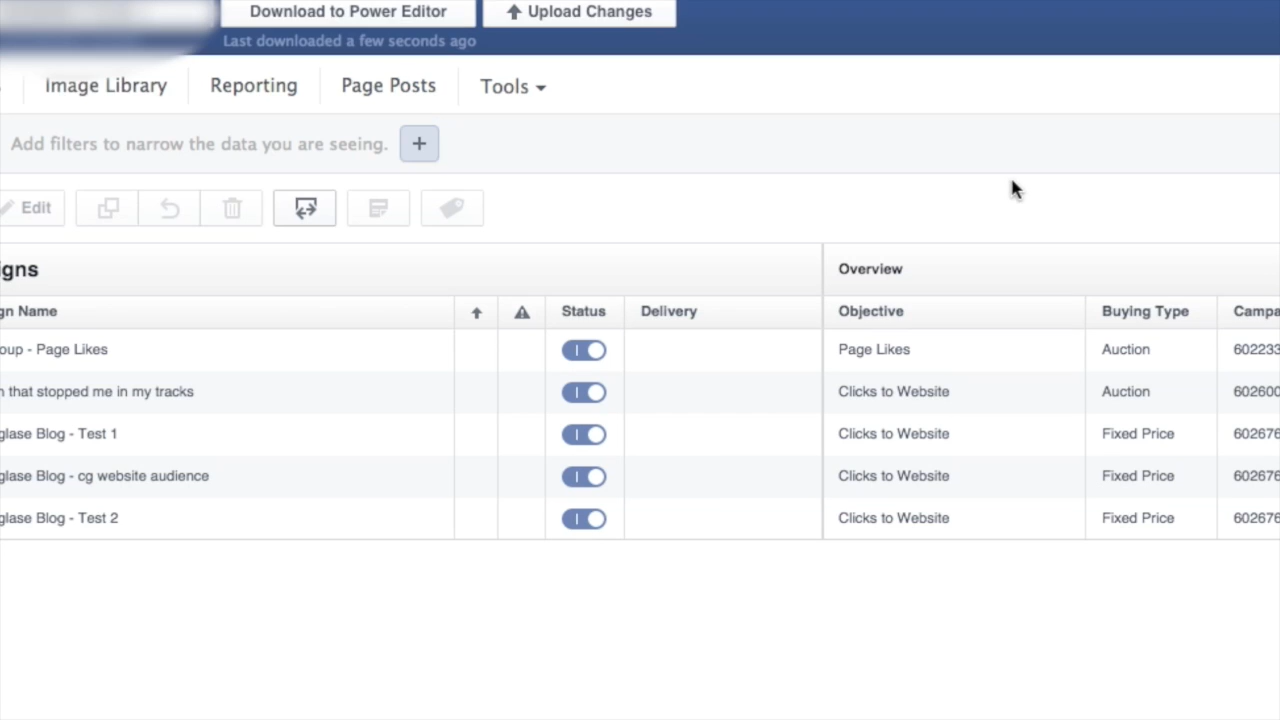 Download to Power Editor
Upload Changes
Last downloaded a few seconds ago
Image Library Reporting Page Posts Tools
Add filters to narrow the data you are seeing. +
Edit
igns Overview
gn Name Status Delivery Objective Buying Type Campa
oup - Page Likes Page Likes Auction 602233
n that stopped me in my tracks Clicks to Website Auction 602600
glase Blog - Test 1 Clicks to Website Fixed Price 602676
glase Blog - cg website audience Clicks to Website Fixed Price 602676
glase Blog - Test 2 Clicks to Website Fixed Price 602676